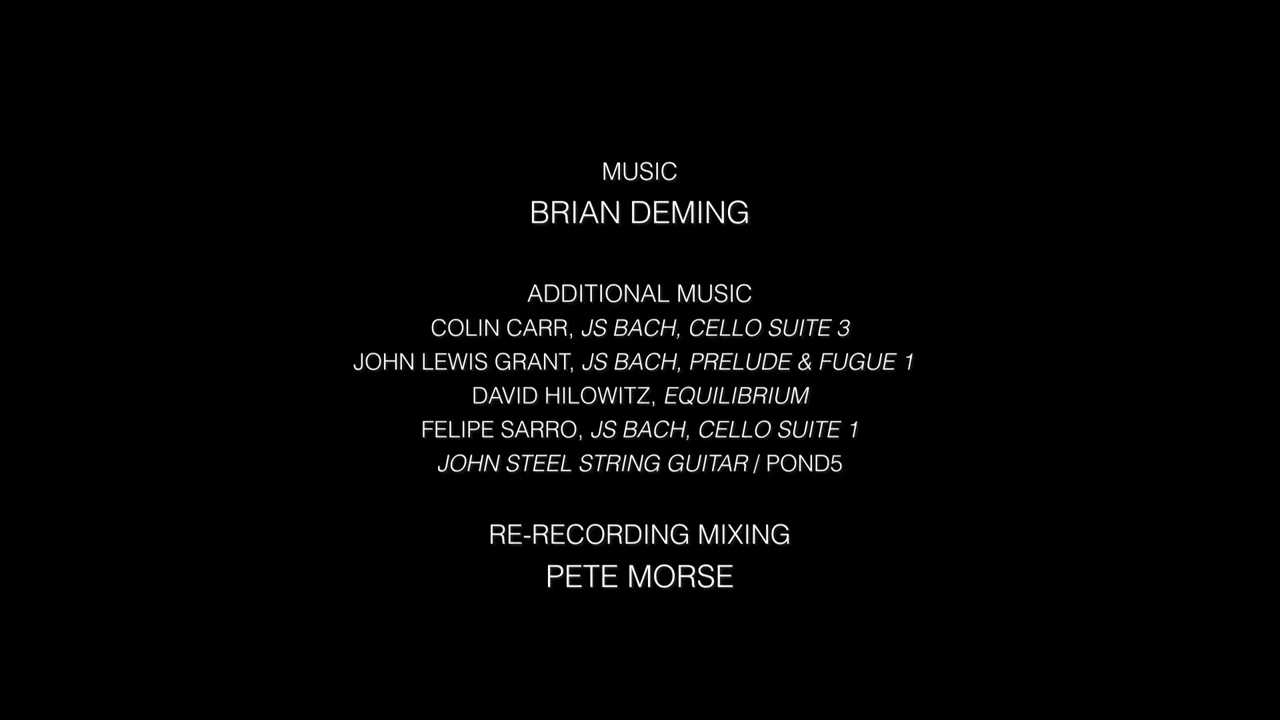 MUSIC
BRIAN DEMING
ADDITIONAL MUSIC
COLIN CARR, JS BACH, CELLO SUITE 3
JOHN LEWIS GRANT, JS BACH, PRELUDE & FUGUE 1
DAVID HILOWITZ, EQUILIBRIUM
FELIPE SARRO, JS BACH, CELLO SUITE 1
JOHN STEEL STRING GUITAR / POND5
RE-RECORDING MIXING
PETE MORSE